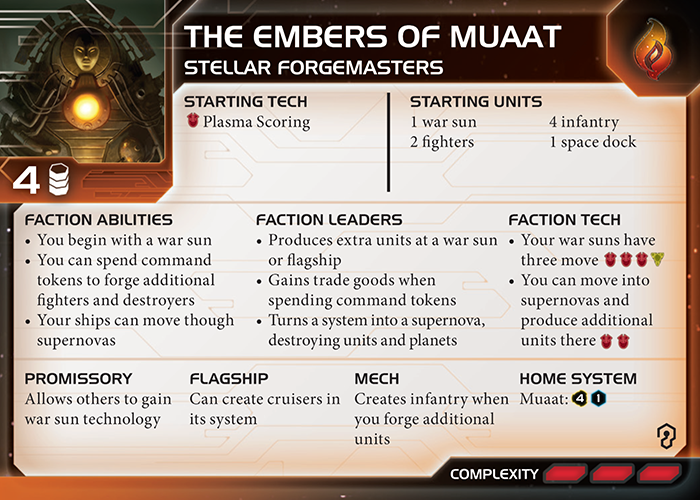 THE EMBERS OF MUAAT
STELLAR FORGEMASTERS
4
STARTING TECH
Plasma Scoring
STARTING UNITS
1 war sun
2 fighters
4 infantry
1 space dock
FACTION ABILITIES
• You begin with a war sun
• You can spend command
tokens to forge additional
fighters and destroyers
• Your ships can move though
supernovas
FACTION LEADERS
• Produces extra units at a war sun
or flagship
• Gains trade goods when
spending command tokens
• Turns a system into a supernova,
destroying units and planets
FACTION TECH
• Your war suns have
three move
• You can move into
supernovas and
produce additional
units there
PROMISSORY
Allows others to gain
war sun technology
FLAGSHIP
Can create cruisers in
its system
MECH
Creates infantry when
you forge additional
units
HOME SYSTEM
Muaat: 4 1
COMPLEXITY